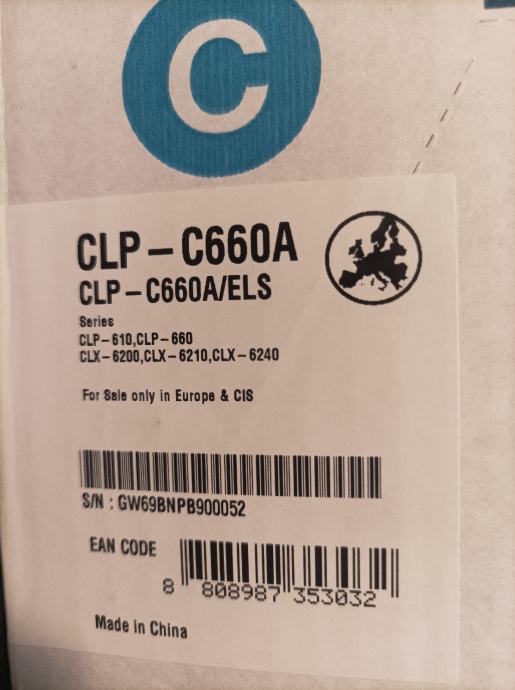 C
CLP-C660A
CLP-C660A/ELS
Series
CLP-610,CLP-660
CLX-6200,CLX-6210,CLX-6240
For Sale only in Europe & CIS
S/N : GW69BNPB900052
EAN CODE
8 808987 353032
Made in China